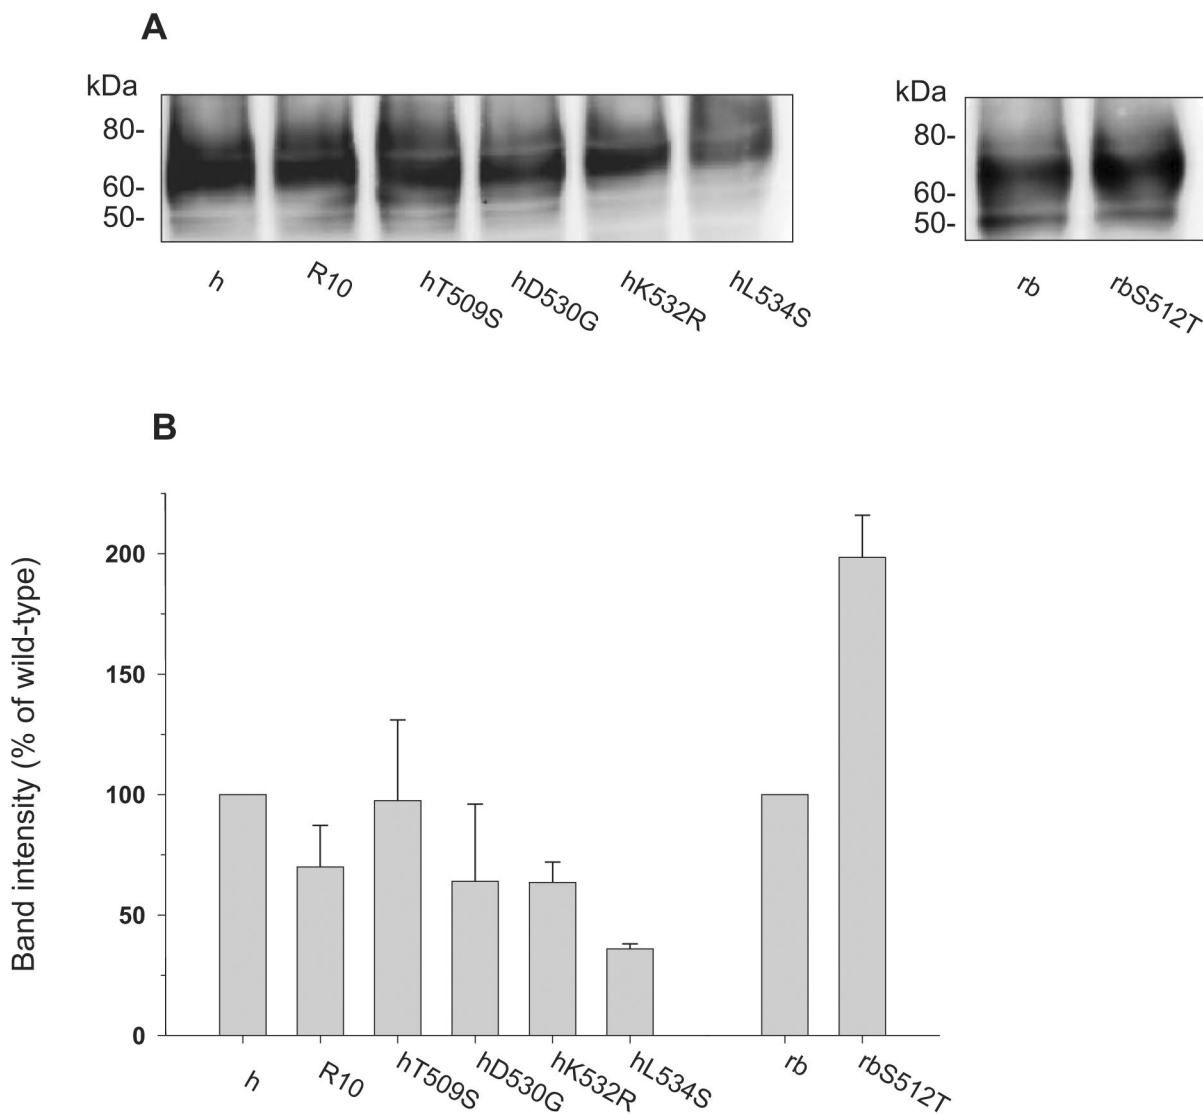 A
kDa
80-
60-
50-
h
R10
hT509S
hD530G
hK532R
hL534S
kDa
80-
60-
50-
rb
rbS512T
B
Band intensity (% of wild-type)
200
150
100
50
0
h
R10
hT509S
hD530G
hK532R
hL534S
rb
rbS512T